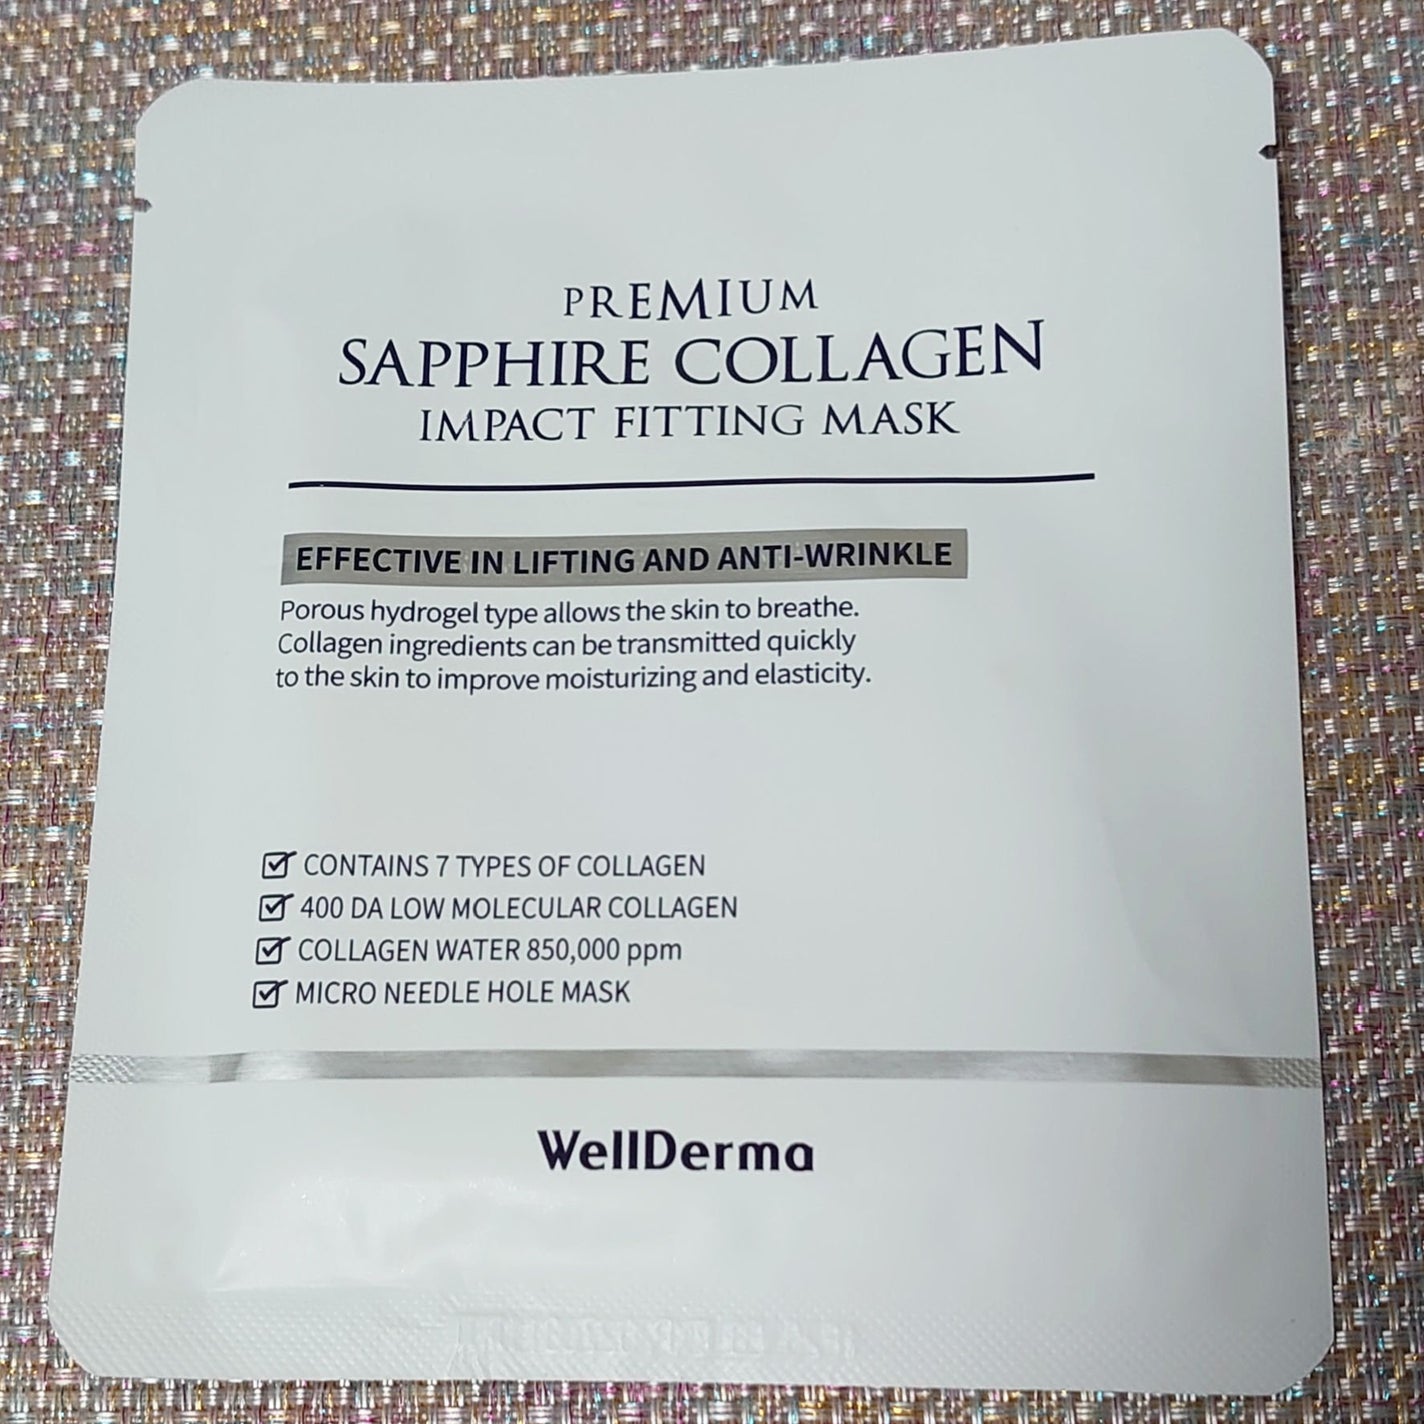 PREMIUM
SAPPHIRE COLLAGEN
IMPACT FITTING MASK
EFFECTIVE IN LIFTING AND ANTI-WRINKLE
Porous hydrogel type allows the skin to breathe.
Collagen ingredients can be transmitted quickly
to the skin to improve moisturizing and elasticity.
CONTAINS 7 TYPES OF COLLAGEN
400 DA LOW MOLECULAR COLLAGEN
COLLAGEN WATER 850,000 ppm
MICRO NEEDLE HOLE MASK
WellDerma